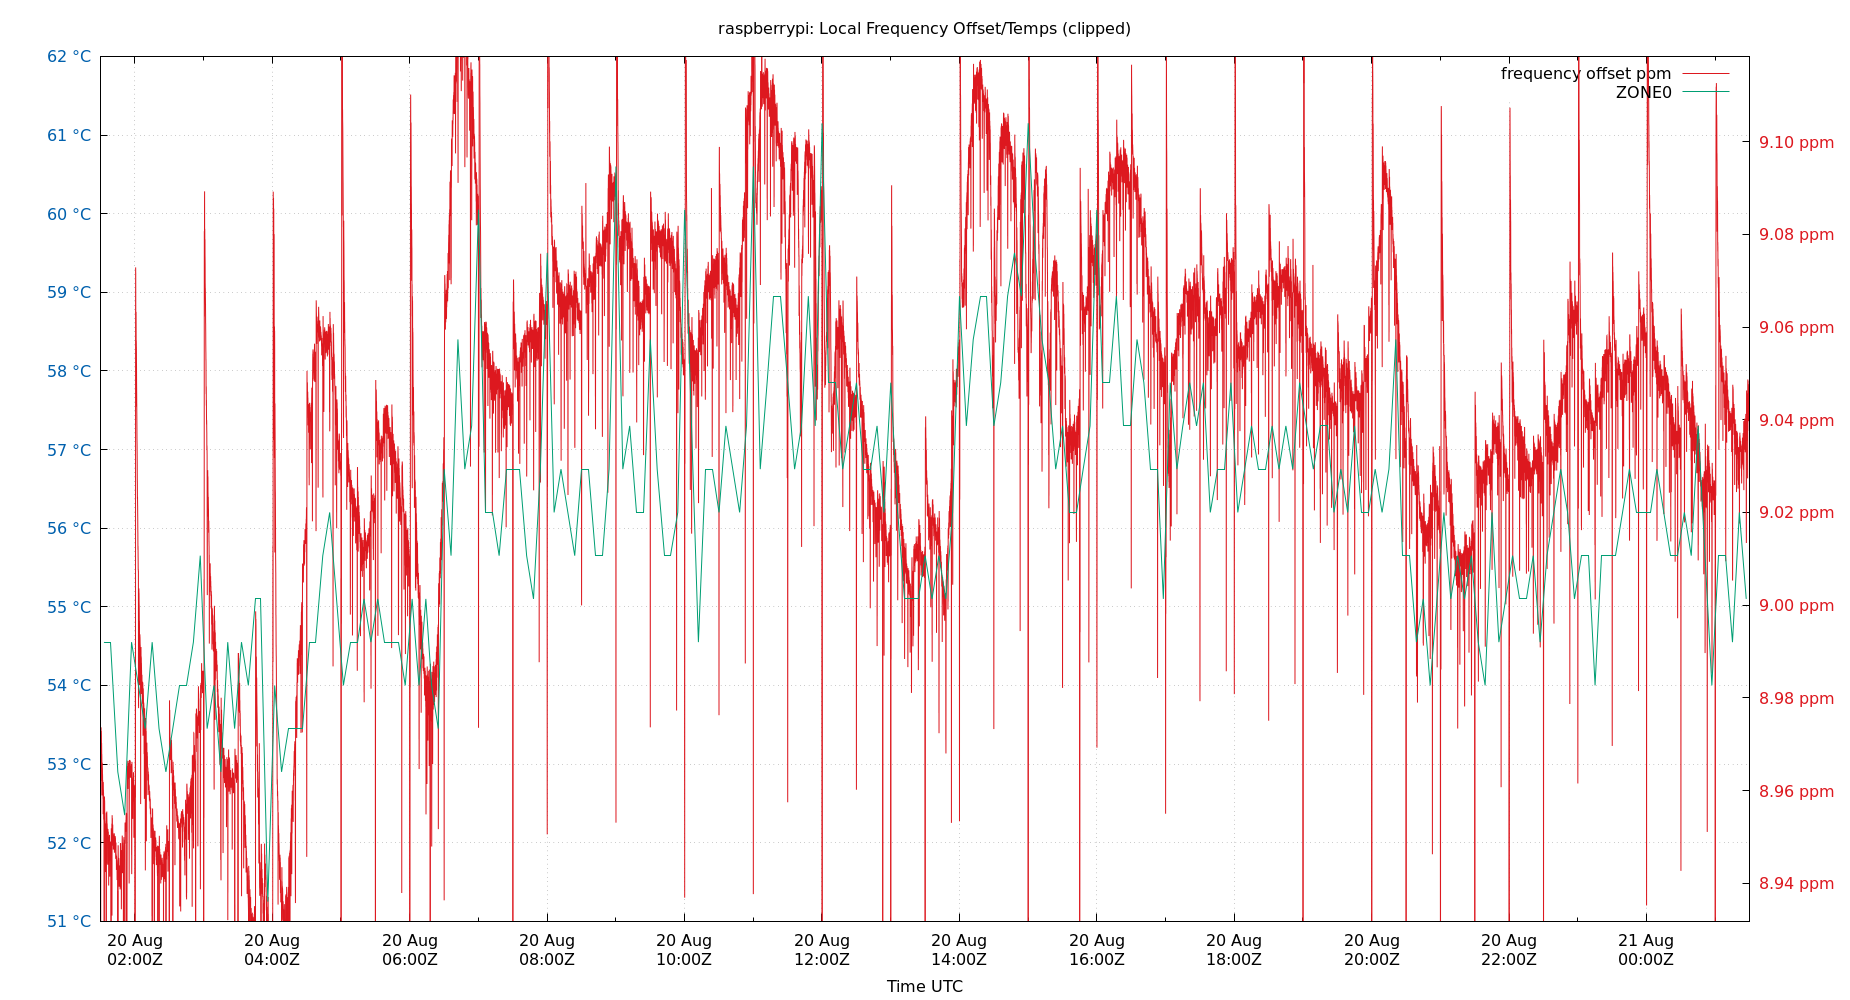 raspberrypi: Local Frequency Offset/Temps (clipped)
frequency offset ppm
ZONE0
62 °C
61 °C
60 °C
59 °C
58 °C
57 °C
56 °C
55 °C
54 °C
53 °C
52 °C
51 °C
9.10 ppm
9.08 ppm
9.06 ppm
9.04 ppm
9.02 ppm
9.00 ppm
8.98 ppm
8.96 ppm
8.94 ppm
20 Aug 20 Aug 20 Aug 20 Aug 20 Aug 20 Aug 20 Aug 20 Aug 20 Aug 20 Aug 20 Aug 21 Aug
02:00Z 04:00Z 06:00Z 08:00Z 10:00Z 12:00Z 14:00Z 16:00Z 18:00Z 20:00Z 22:00Z 00:00Z
Time UTC